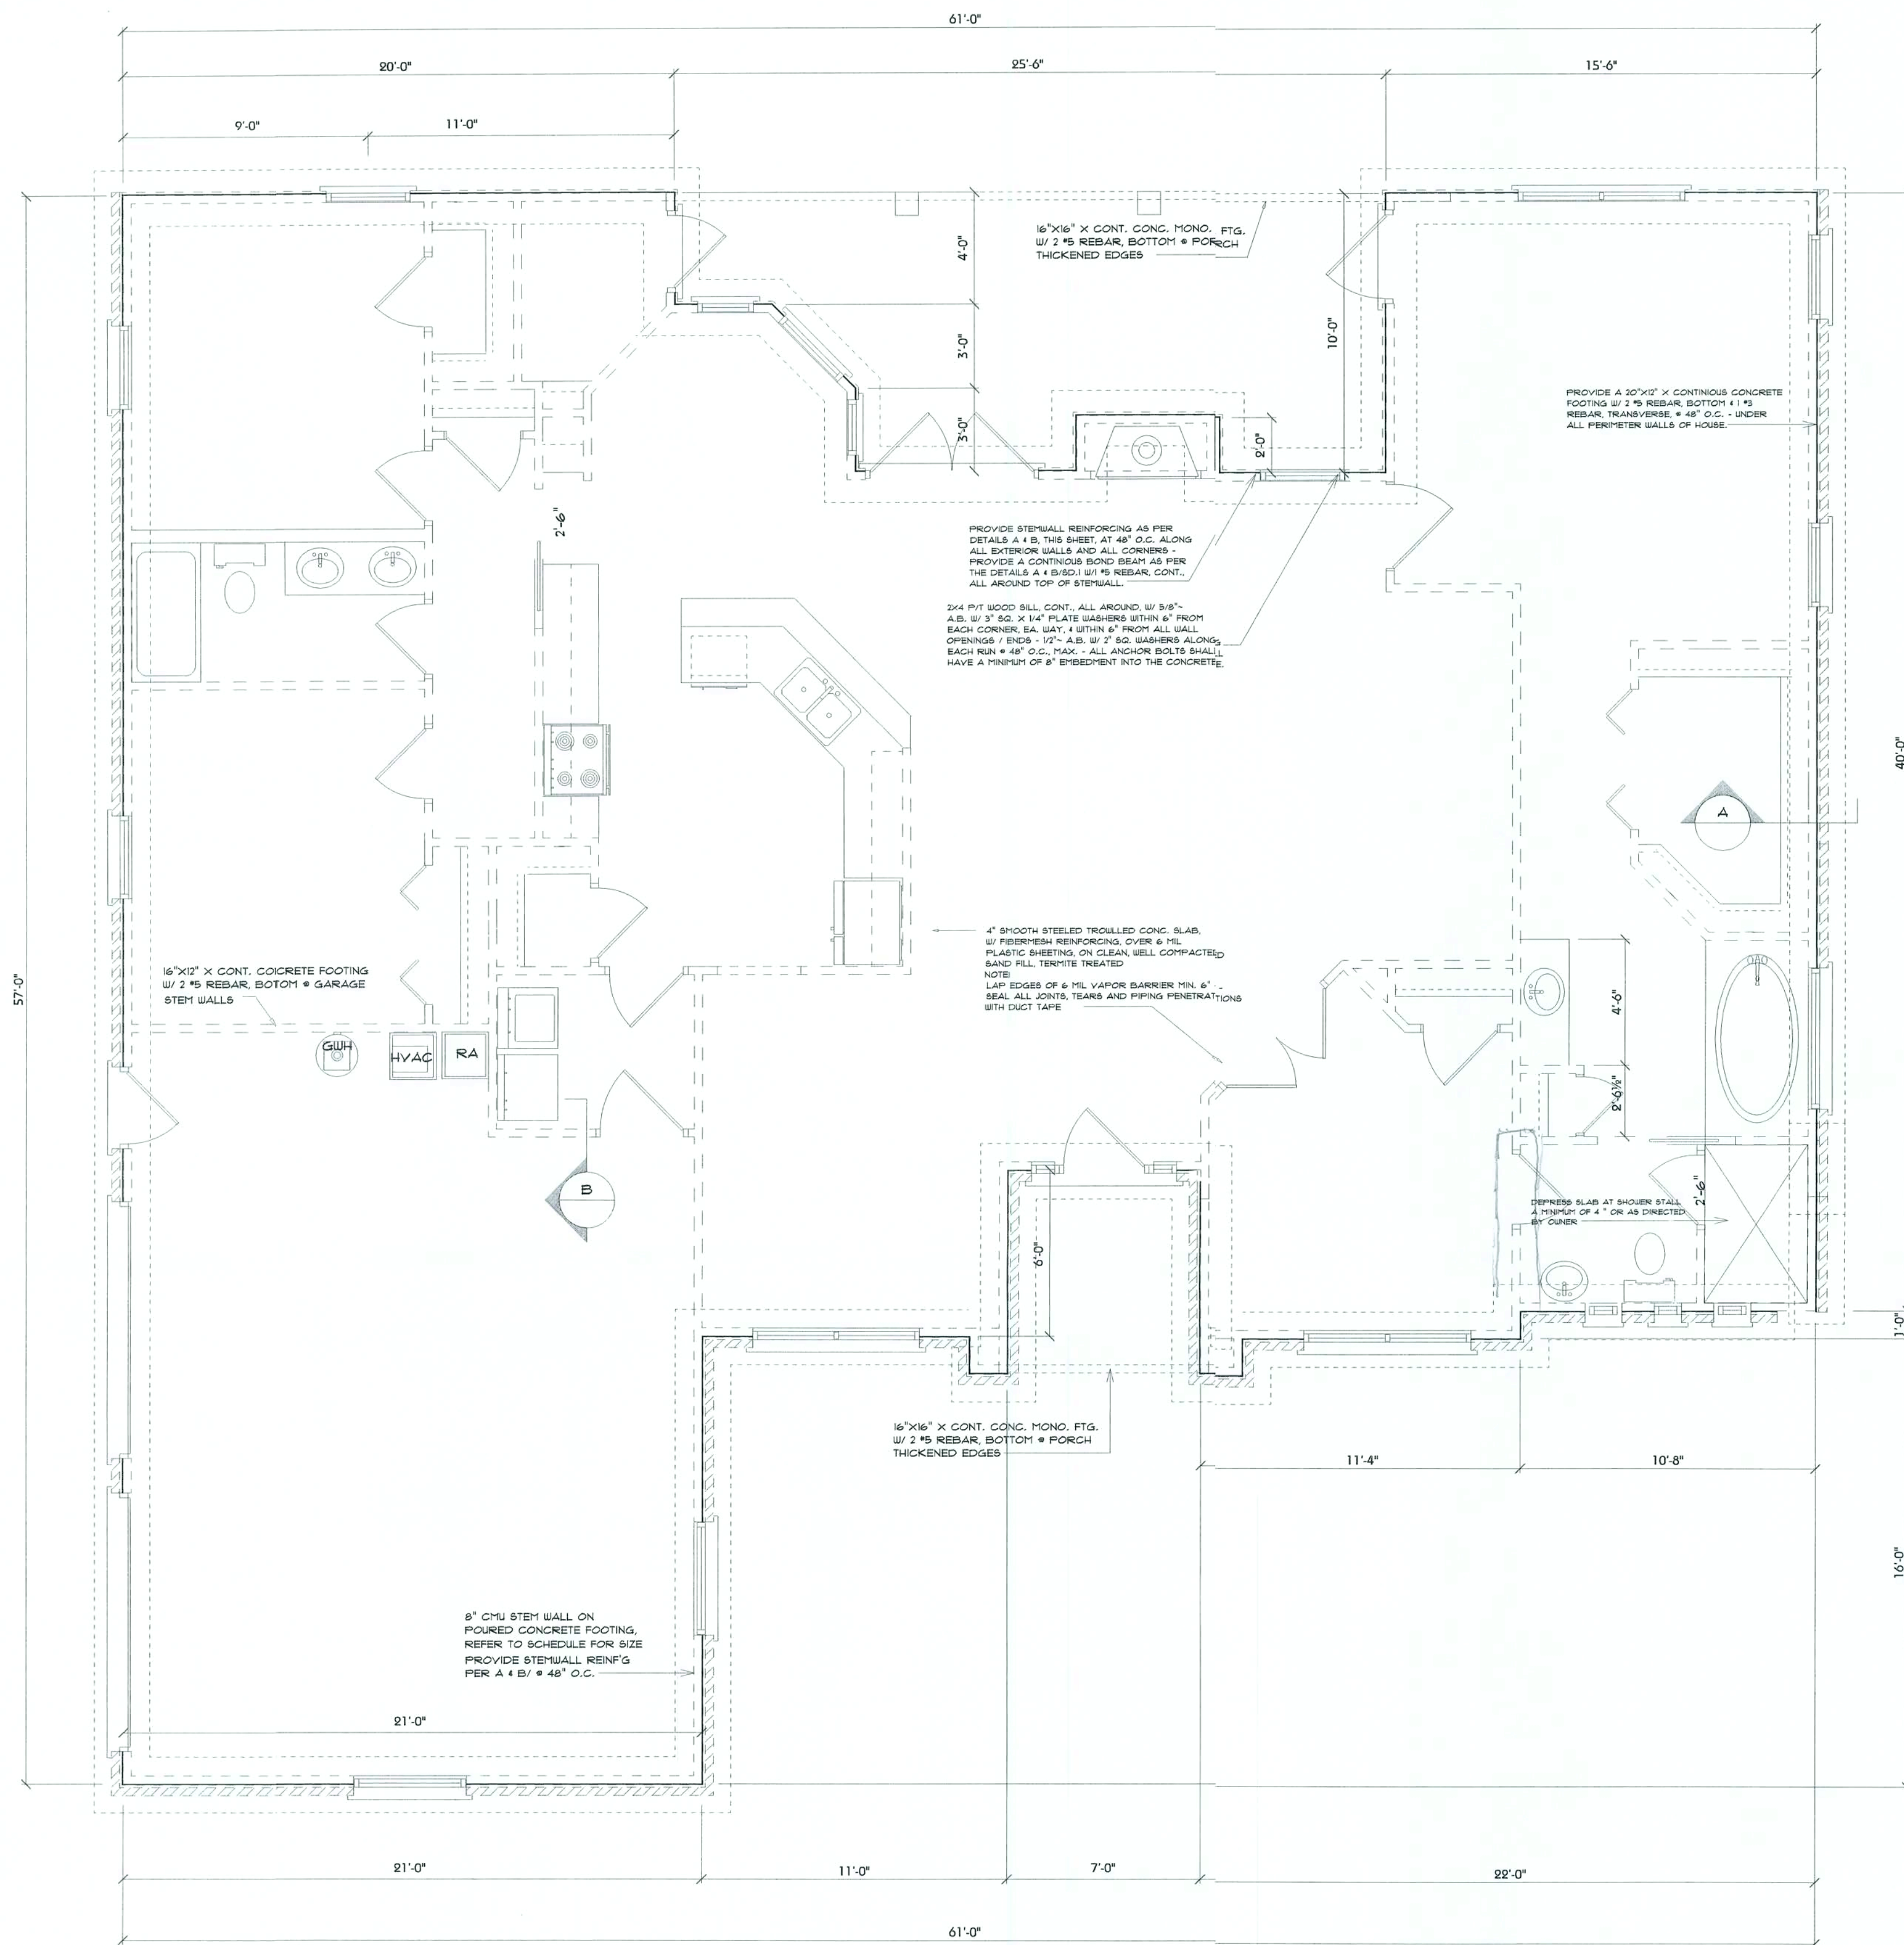 61'-0"
20'-0"
25'-6"
15'-6"
9'-0"
11'-0"
16"X16" X CONT. CONC. MONO. FTG.
W/ 2 #5 REBAR, BOTTOM @ PORRCH
THICKENED EDGES
4'-0"
3'-0"
3'-0"
10'-0"
2'-0"
PROVIDE A 20"X12" X CONTINIOUS CONCRETE
FOOTING W/ 2 #5 REBAR, BOTTOM & 1 #3
REBAR, TRANSVERSE, @ 48" O.C. - UNDER
ALL PERIMETER WALLS OF HOUSE.
2'-6"
PROVIDE STEMWALL REINFORCING AS PER
DETAILS A & B, THIS SHEET, AT 48" O.C. ALONG
ALL EXTERIOR WALLS AND ALL CORNERS -
PROVIDE A CONTINIOUS BOND BEAM AS PER
THE DETAILS A & B/SD.1 W/1 #5 REBAR, CONT.,
ALL AROUND TOP OF STEMWALL.
2X4 P/T WOOD SILL, CONT., ALL AROUND, W/ 5/8"~
A.B. W/ 3" SQ. X 1/4" PLATE WASHERS WITHIN 6" FROM
EACH CORNER, EA. WAY, & WITHIN 6" FROM ALL WALL
OPENINGS / ENDS - 1/2"~ A.B. W/ 2" SQ. WASHERS ALONG
EACH RUN @ 48" O.C., MAX. - ALL ANCHOR BOLTS SHALL
HAVE A MINIMUM OF 8" EMBEDMENT INTO THE CONCRETE.
40'-0"
A
57'-0"
16"X12" X CONT. COICRETE FOOTING
W/ 2 #5 REBAR, BOTOM @ GARAGE
STEM WALLS
4" SMOOTH STEELED TROWLLED CONC. SLAB,
W/ FIBERMESH REINFORCING, OVER 6 MIL
PLASTIC SHEETING, ON CLEAN, WELL COMPACTED
SAND FILL, TERMITE TREATED
NOTE:
LAP EDGES OF 6 MIL VAPOR BARRIER MIN. 6" -
SEAL ALL JOINTS, TEARS AND PIPING PENETRATIONS
WITH DUCT TAPE
GWH
HVAC
RA
4'-6"
2'-6½"
B
6'-0"
2'-6"
DEPRESS SLAB AT SHOWER STALL
A MINIMUM OF 4 " OR AS DIRECTED
BY OWNER
1'-0"
16"X16" X CONT. CONC. MONO. FTG.
W/ 2 #5 REBAR, BOTTOM @ PORCH
THICKENED EDGES
11'-4"
10'-8"
16'-0"
8" CMU STEM WALL ON
POURED CONCRETE FOOTING,
REFER TO SCHEDULE FOR SIZE
PROVIDE STEMWALL REINF'G
PER A & B/ @ 48" O.C.
21'-0"
21'-0"
11'-0"
7'-0"
22'-0"
61'-0"